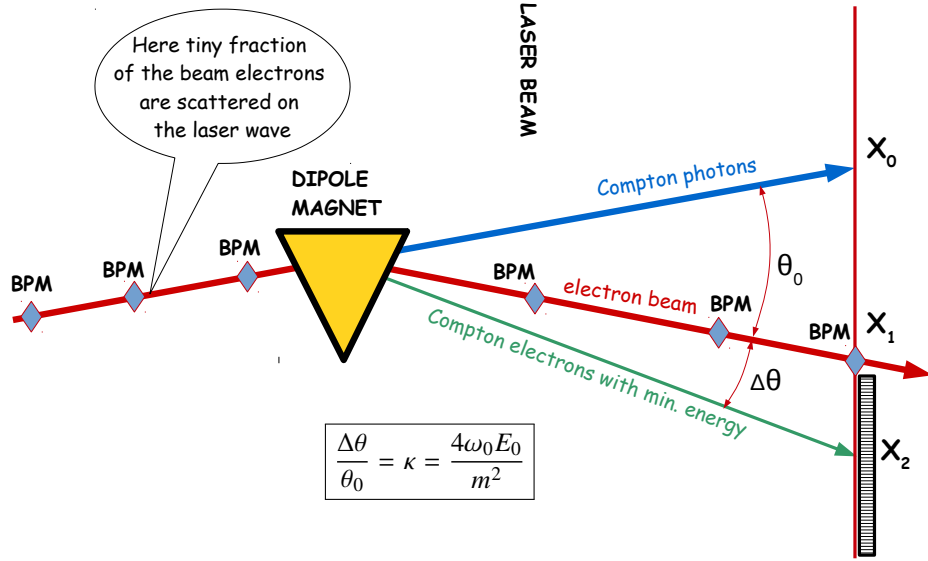 Here tiny fraction
of the beam electrons
are scattered on
the laser wave
LASER BEAM
DIPOLE
MAGNET
Compton photons
X₀
θ₀
BPM
BPM
BPM
BPM
electron beam
BPM
BPM
X₁
Compton electrons with min. energy
Δθ
X₂
Δθ/θ₀ = κ = 4ω₀E₀/m²